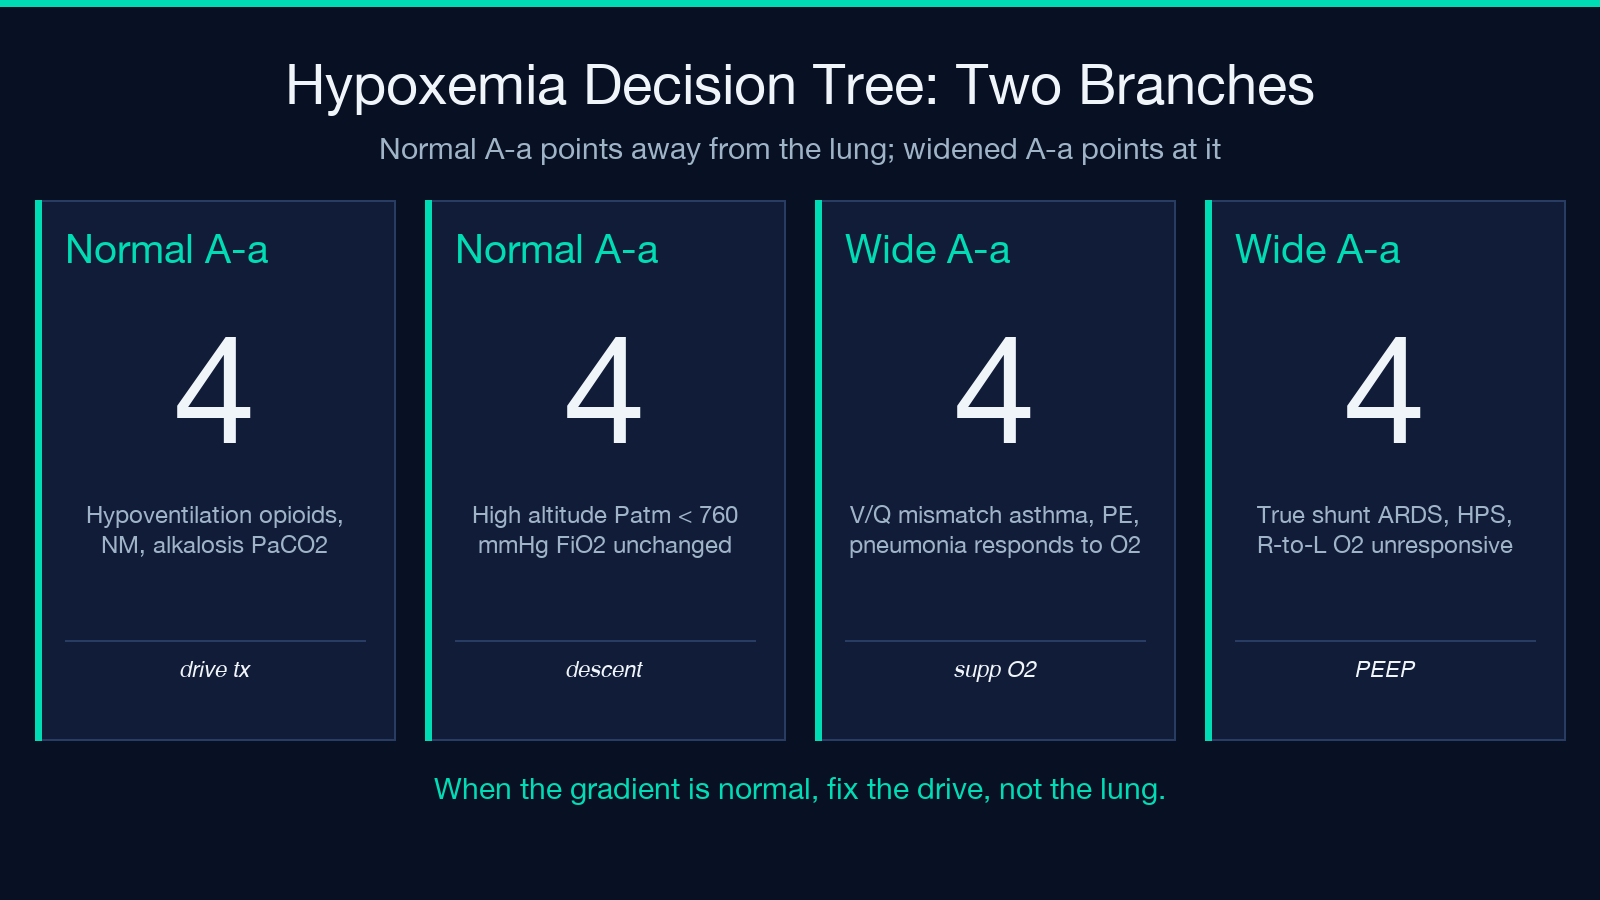 Hypoxemia Decision Tree: Two Branches
Normal A-a points away from the lung; widened A-a points at it
Normal A-a
4
Hypoventilation opioids,
NM, alkalosis PaCO2
drive tx
Normal A-a
4
High altitude Patm < 760
mmHg FiO2 unchanged
descent
Wide A-a
4
V/Q mismatch asthma, PE,
pneumonia responds to O2
supp O2
Wide A-a
4
True shunt ARDS, HPS,
R-to-L O2 unresponsive
PEEP
When the gradient is normal, fix the drive, not the lung.